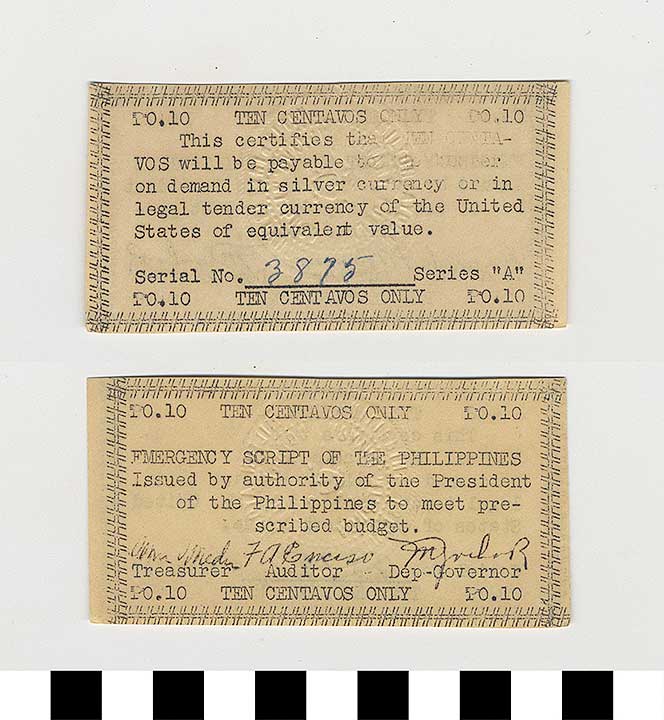 ₱0.10 TEN CENTAVOS ONLY ₱0.10
This certifies that TEN CENTA-
VOS will be payable to
on demand in silver currency or in
legal tender currency of the United
States of equivalent value.
Serial No. 3875 Series "A"
₱0.10 TEN CENTAVOS ONLY ₱0.10
₱0.10 TEN CENTAVOS ONLY ₱0.10
EMERGENCY SCRIPT OF THE PHILIPPINES
Issued by authority of the President
of the Philippines to meet pre-
scribed budget.
F A Enciso
Treasurer Auditor Dep-Governor
₱0.10 TEN CENTAVOS ONLY ₱0.10